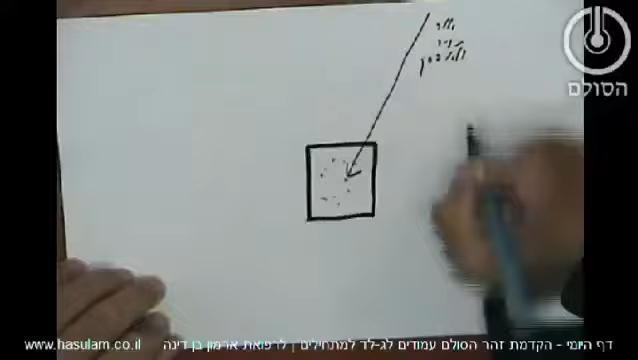 הסולם
דף היומי - הקדמת זהר הסולם עמודים לג-לד למתחילים | לרפואת ארמון בן דינה
www.hasulam.co.il